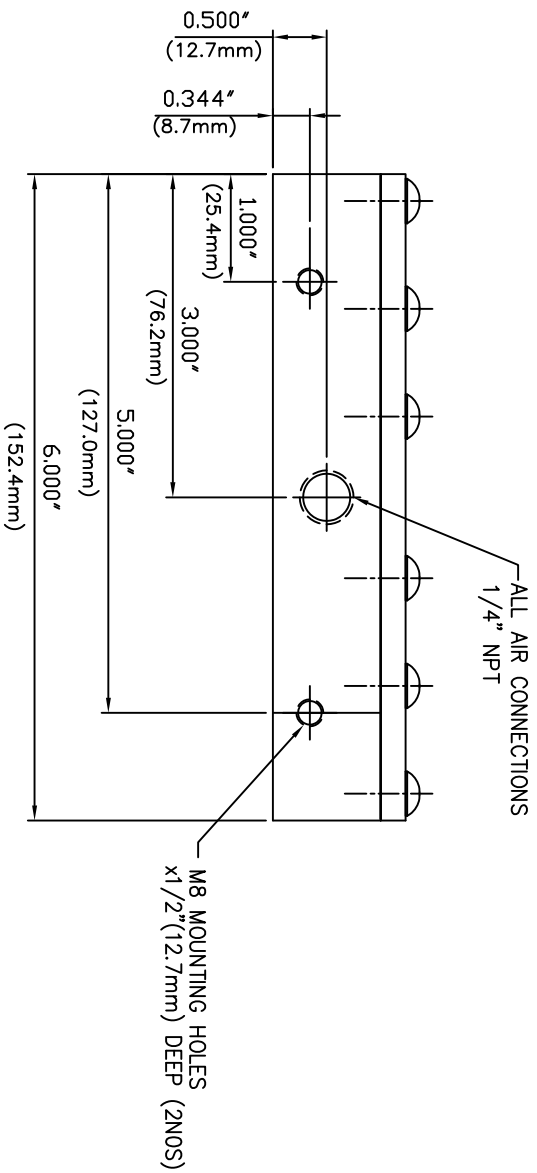 0.500"
(12.7mm)
0.344"
(8.7mm)
1.000"
(25.4mm)
3.000"
(76.2mm)
5.000"
(127.0mm)
6.000"
(152.4mm)
ALL AIR CONNECTIONS
1/4" NPT
M8 MOUNTING HOLES
x1/2"(12.7mm) DEEP (2NOS)